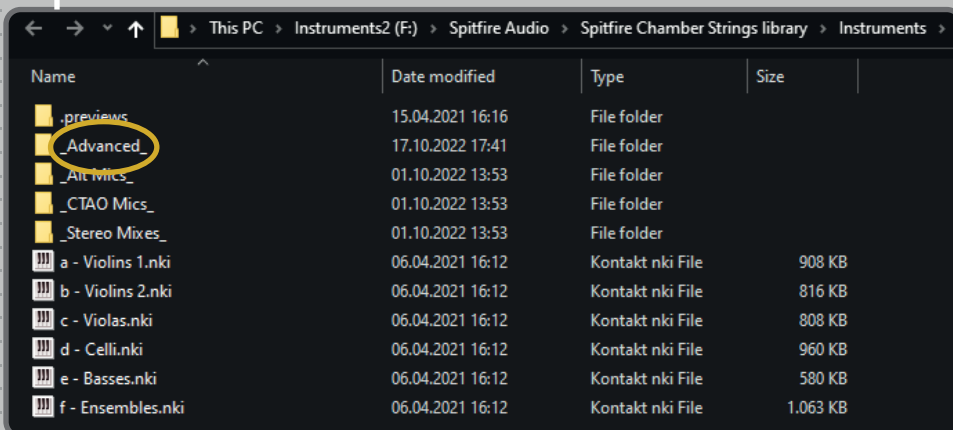 This PC > Instruments2 (F:) > Spitfire Audio > Spitfire Chamber Strings library > Instruments >
Name Date modified Type Size
.previews 15.04.2021 16:16 File folder
_Advanced_ 17.10.2022 17:41 File folder
_Alt Mics_ 01.10.2022 13:53 File folder
_CTAO Mics_ 01.10.2022 13:53 File folder
_Stereo Mixes_ 01.10.2022 13:53 File folder
a - Violins 1.nki 06.04.2021 16:12 Kontakt nki File 908 KB
b - Violins 2.nki 06.04.2021 16:12 Kontakt nki File 816 KB
c - Violas.nki 06.04.2021 16:12 Kontakt nki File 808 KB
d - Celli.nki 06.04.2021 16:12 Kontakt nki File 960 KB
e - Basses.nki 06.04.2021 16:12 Kontakt nki File 580 KB
f - Ensembles.nki 06.04.2021 16:12 Kontakt nki File 1.063 KB